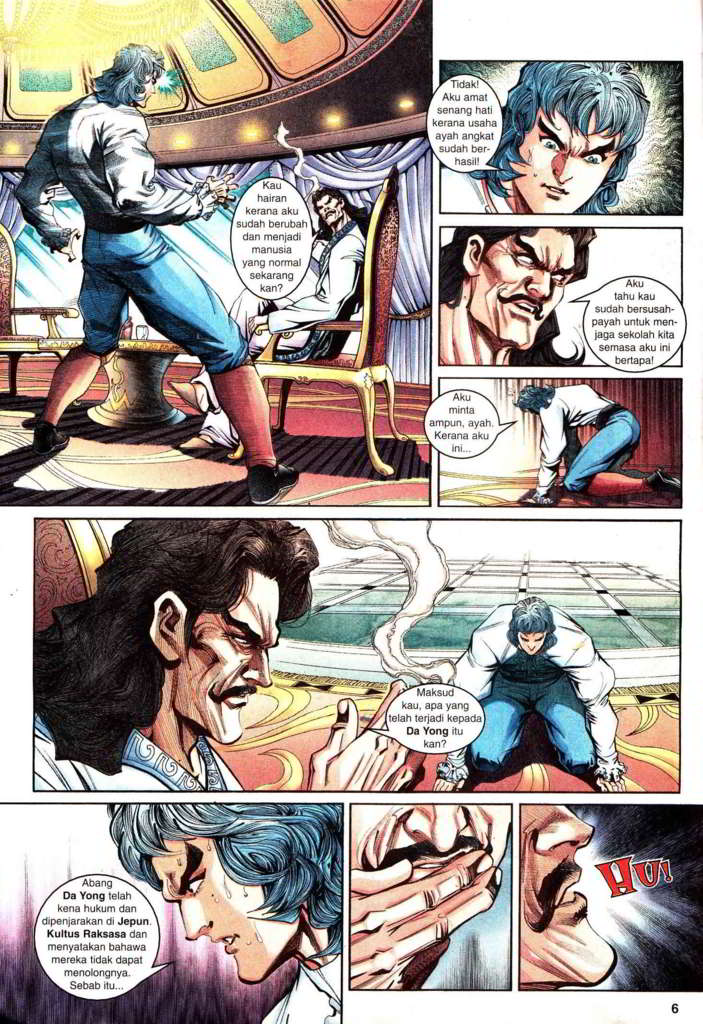 Kau
hairan
kerana aku
sudah berubah
dan menjadi
manusia
yang normal
sekarang
kan?
Tidak!
Aku amat
senang hati
kerana usaha
ayah angkat
sudah ber-
hasil!
Aku
tahu kau
sudah bersusah-
payah untuk men-
jaga sekolah kita
semasa aku ini
bertapa!
Aku
minta
ampun, ayah.
Kerana aku
ini...
Maksud
kau, apa yang
telah terjadi kepada
Da Yong itu
kan?
Abang
Da Yong telah
kena hukum dan
dipenjarakan di Jepun.
Kultus Raksasa dan
menyatakan bahawa
mereka tidak dapat
menolongnya.
Sebab itu...
HU!
6